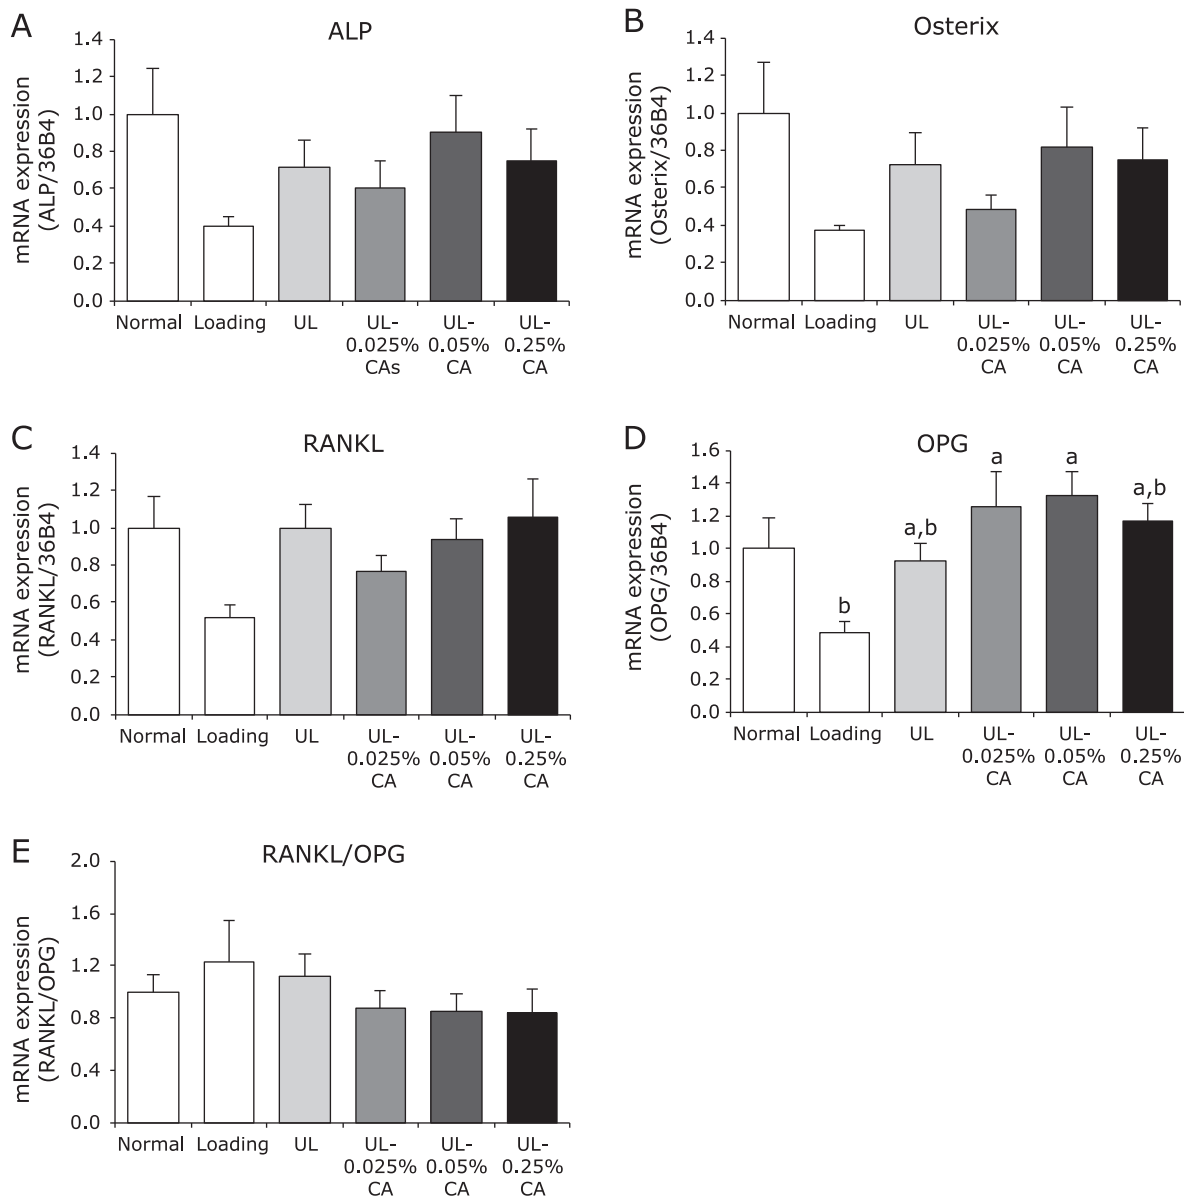 A
ALP
mRNA expression
(ALP/36B4)
1.4
1.2
1.0
0.8
0.6
0.4
0.2
0.0
Normal Loading UL UL- UL- UL-
0.025% 0.05% 0.25%
CAs CA CA
B
Osterix
mRNA expression
(Osterix/36B4)
1.4
1.2
1.0
0.8
0.6
0.4
0.2
0.0
Normal Loading UL UL- UL- UL-
0.025% 0.05% 0.25%
CA CA CA
C
RANKL
mRNA expression
(RANKL/36B4)
1.4
1.2
1.0
0.8
0.6
0.4
0.2
0.0
Normal Loading UL UL- UL- UL-
0.025% 0.05% 0.25%
CA CA CA
D
OPG
mRNA expression
(OPG/36B4)
1.6
1.4
1.2
1.0
0.8
0.6
0.4
0.2
0.0
b
a,b
a
a
a,b
Normal Loading UL UL- UL- UL-
0.025% 0.05% 0.25%
CA CA CA
E
RANKL/OPG
mRNA expression
(RANKL/OPG)
2.0
1.6
1.2
0.8
0.4
0.0
Normal Loading UL UL- UL- UL-
0.025% 0.05% 0.25%
CA CA CA